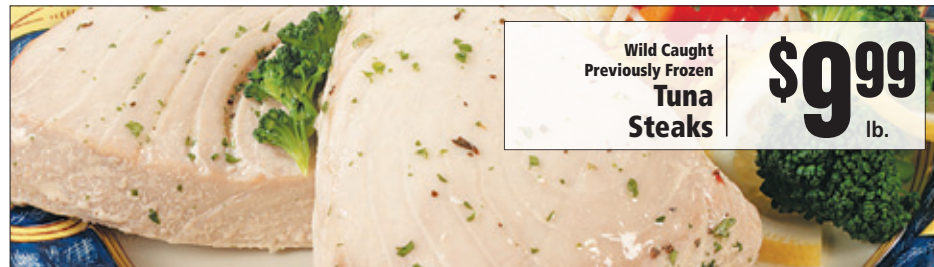 Wild Caught
Previously Frozen
Tuna
Steaks
$9.99
lb.